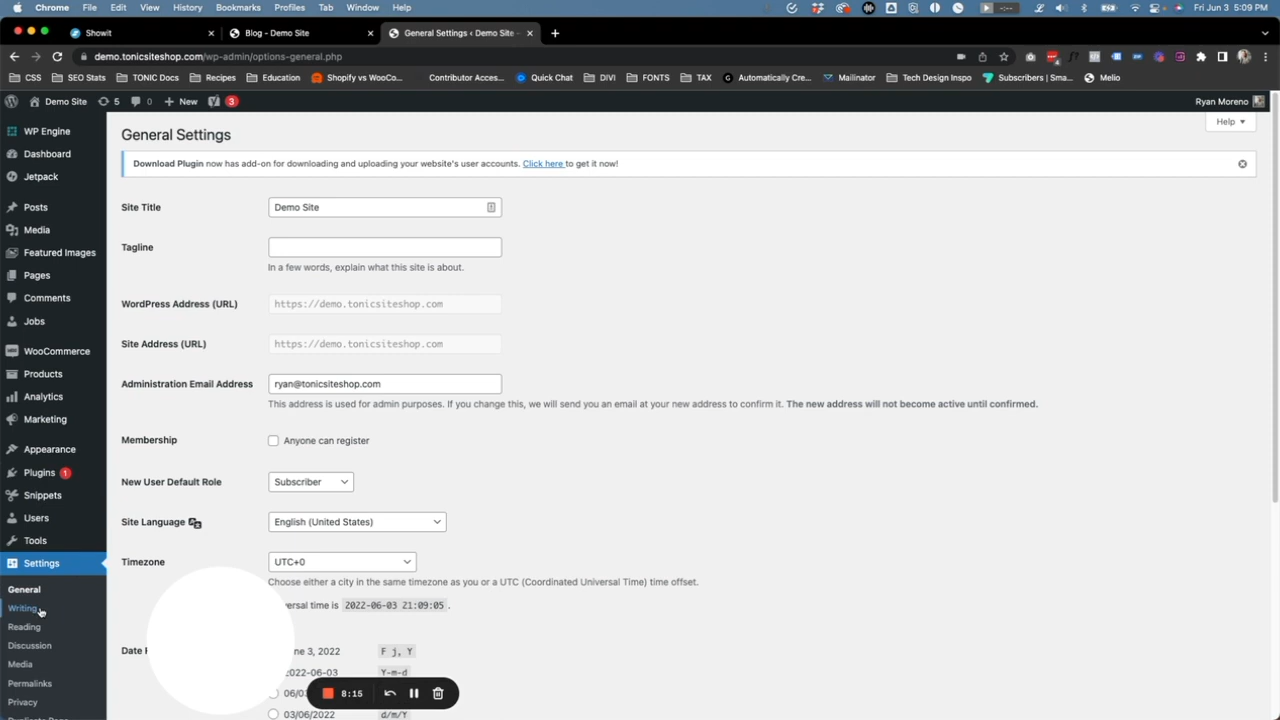 Chrome File Edit View History Bookmarks Profiles Tab Window Help Fri Jun 3 5:09 PM
Showit Blog - Demo Site General Settings ‹ Demo Site -
demo.tonicsiteshop.com/wp-admin/options-general.php
CSS SEO Stats TONIC Docs Recipes Education Shopify vs WooCo... Contributor Acces... Quick Chat DIVI FONTS TAX Automatically Cre... Mailinator Tech Design Inspo Subscribers | Sma... Melio
Demo Site 5 0 New 3 Ryan Moreno
Help
WP Engine
Dashboard
Jetpack
Posts
Media
Featured Images
Pages
Comments
Jobs
WooCommerce
Products
Analytics
Marketing
Appearance
Plugins 1
Snippets
Users
Tools
Settings
General
Writing
Reading
Discussion
Media
Permalinks
Privacy
General Settings
Download Plugin now has add-on for downloading and uploading your website's user accounts. Click here to get it now!
Site Title Demo Site
Tagline
In a few words, explain what this site is about.
WordPress Address (URL) https://demo.tonicsiteshop.com
Site Address (URL) https://demo.tonicsiteshop.com
Administration Email Address ryan@tonicsiteshop.com
This address is used for admin purposes. If you change this, we will send you an email at your new address to confirm it. The new address will not become active until confirmed.
Membership Anyone can register
New User Default Role Subscriber
Site Language English (United States)
Timezone UTC+0
Choose either a city in the same timezone as you or a UTC (Coordinated Universal Time) time offset.
versal time is 2022-06-03 21:09:05 .
Date ne 3, 2022 F j, Y
2022-06-03 Y-m-d
06/03
8:15
03/06/2022 d/m/Y